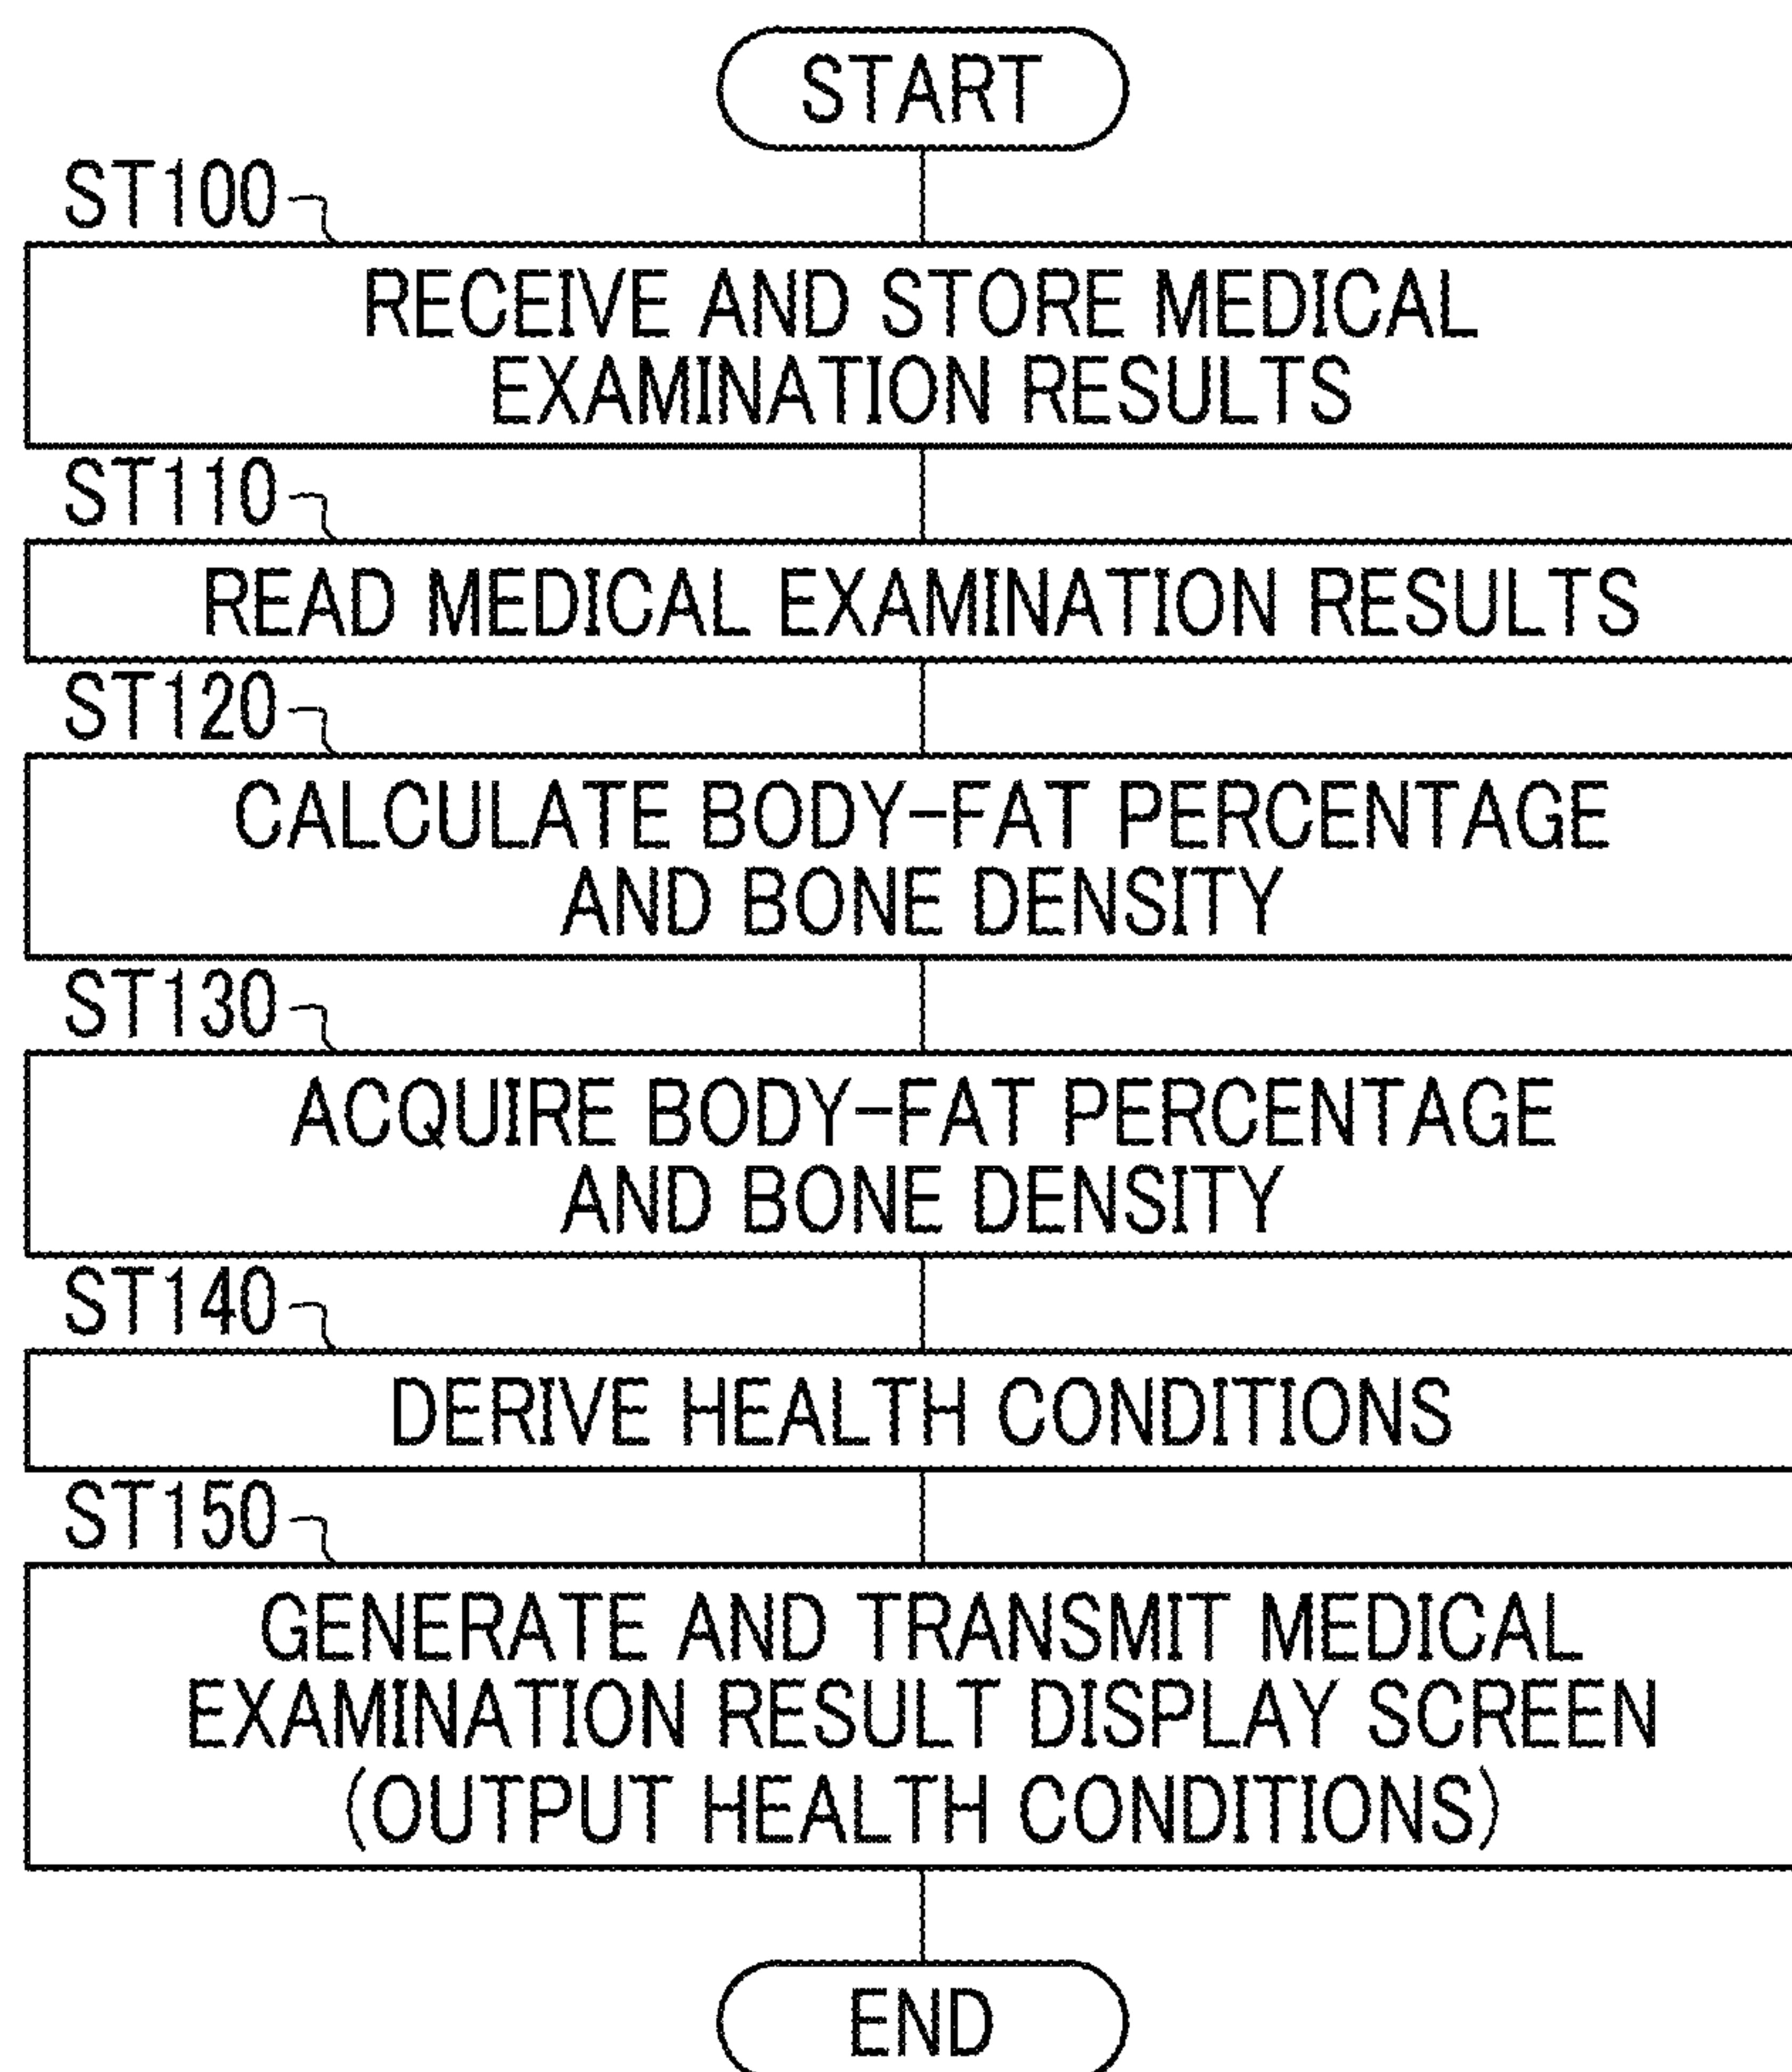 START
ST100
RECEIVE AND STORE MEDICAL
EXAMINATION RESULTS
ST110
READ MEDICAL EXAMINATION RESULTS
ST120
CALCULATE BODY-FAT PERCENTAGE
AND BONE DENSITY
ST130
ACQUIRE BODY-FAT PERCENTAGE
AND BONE DENSITY
ST140
DERIVE HEALTH CONDITIONS
ST150
GENERATE AND TRANSMIT MEDICAL
EXAMINATION RESULT DISPLAY SCREEN
(OUTPUT HEALTH CONDITIONS)
END